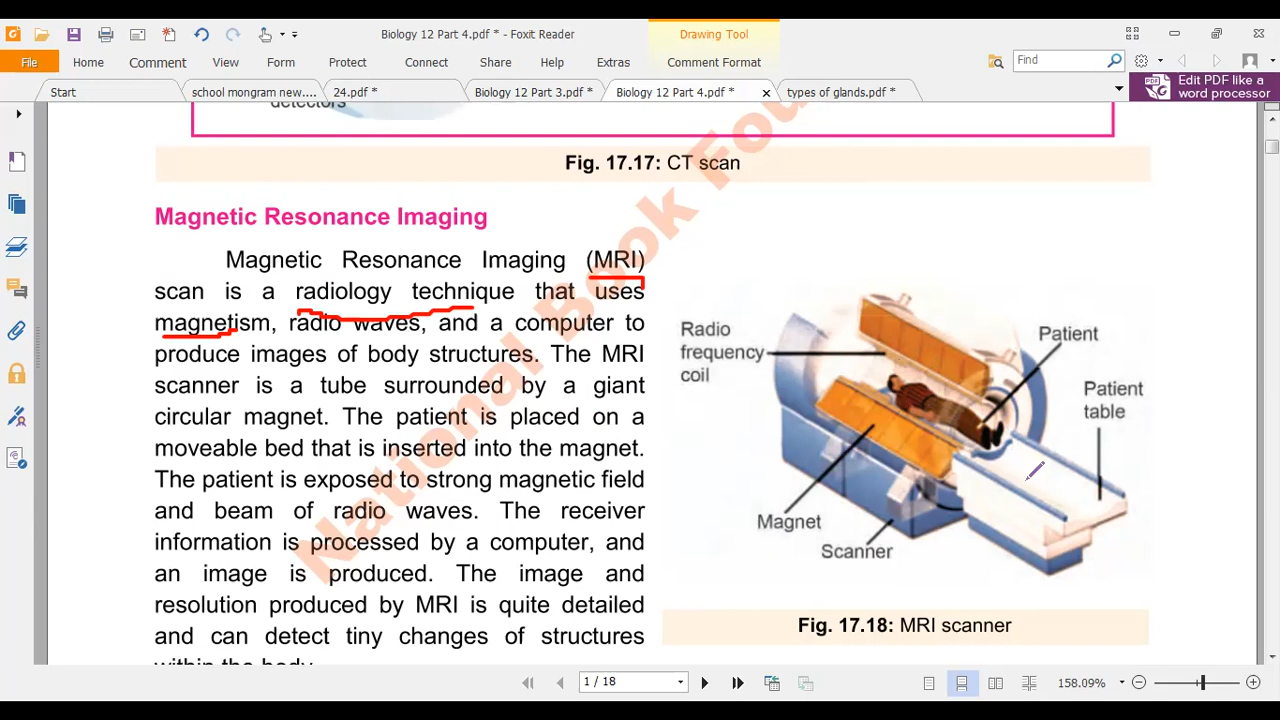 Biology 12 Part 4.pdf * - Foxit Reader
Drawing Tool
File Home Comment View Form Protect Connect Share Help Extras Comment Format
Find
Start school mongram new.... 24.pdf * Biology 12 Part 3.pdf * Biology 12 Part 4.pdf * types of glands.pdf *
Edit PDF like a
word processor
detectors
Fig. 17.17: CT scan
Magnetic Resonance Imaging
Magnetic Resonance Imaging (MRI)
scan is a radiology technique that uses
magnetism, radio waves, and a computer to
produce images of body structures. The MRI
scanner is a tube surrounded by a giant
circular magnet. The patient is placed on a
moveable bed that is inserted into the magnet.
The patient is exposed to strong magnetic field
and beam of radio waves. The receiver
information is processed by a computer, and
an image is produced. The image and
resolution produced by MRI is quite detailed
and can detect tiny changes of structures
within the body.
Radio
frequency
coil
Patient
Patient
table
Magnet
Scanner
Fig. 17.18: MRI scanner
National Book Fou
1 / 18
158.09%